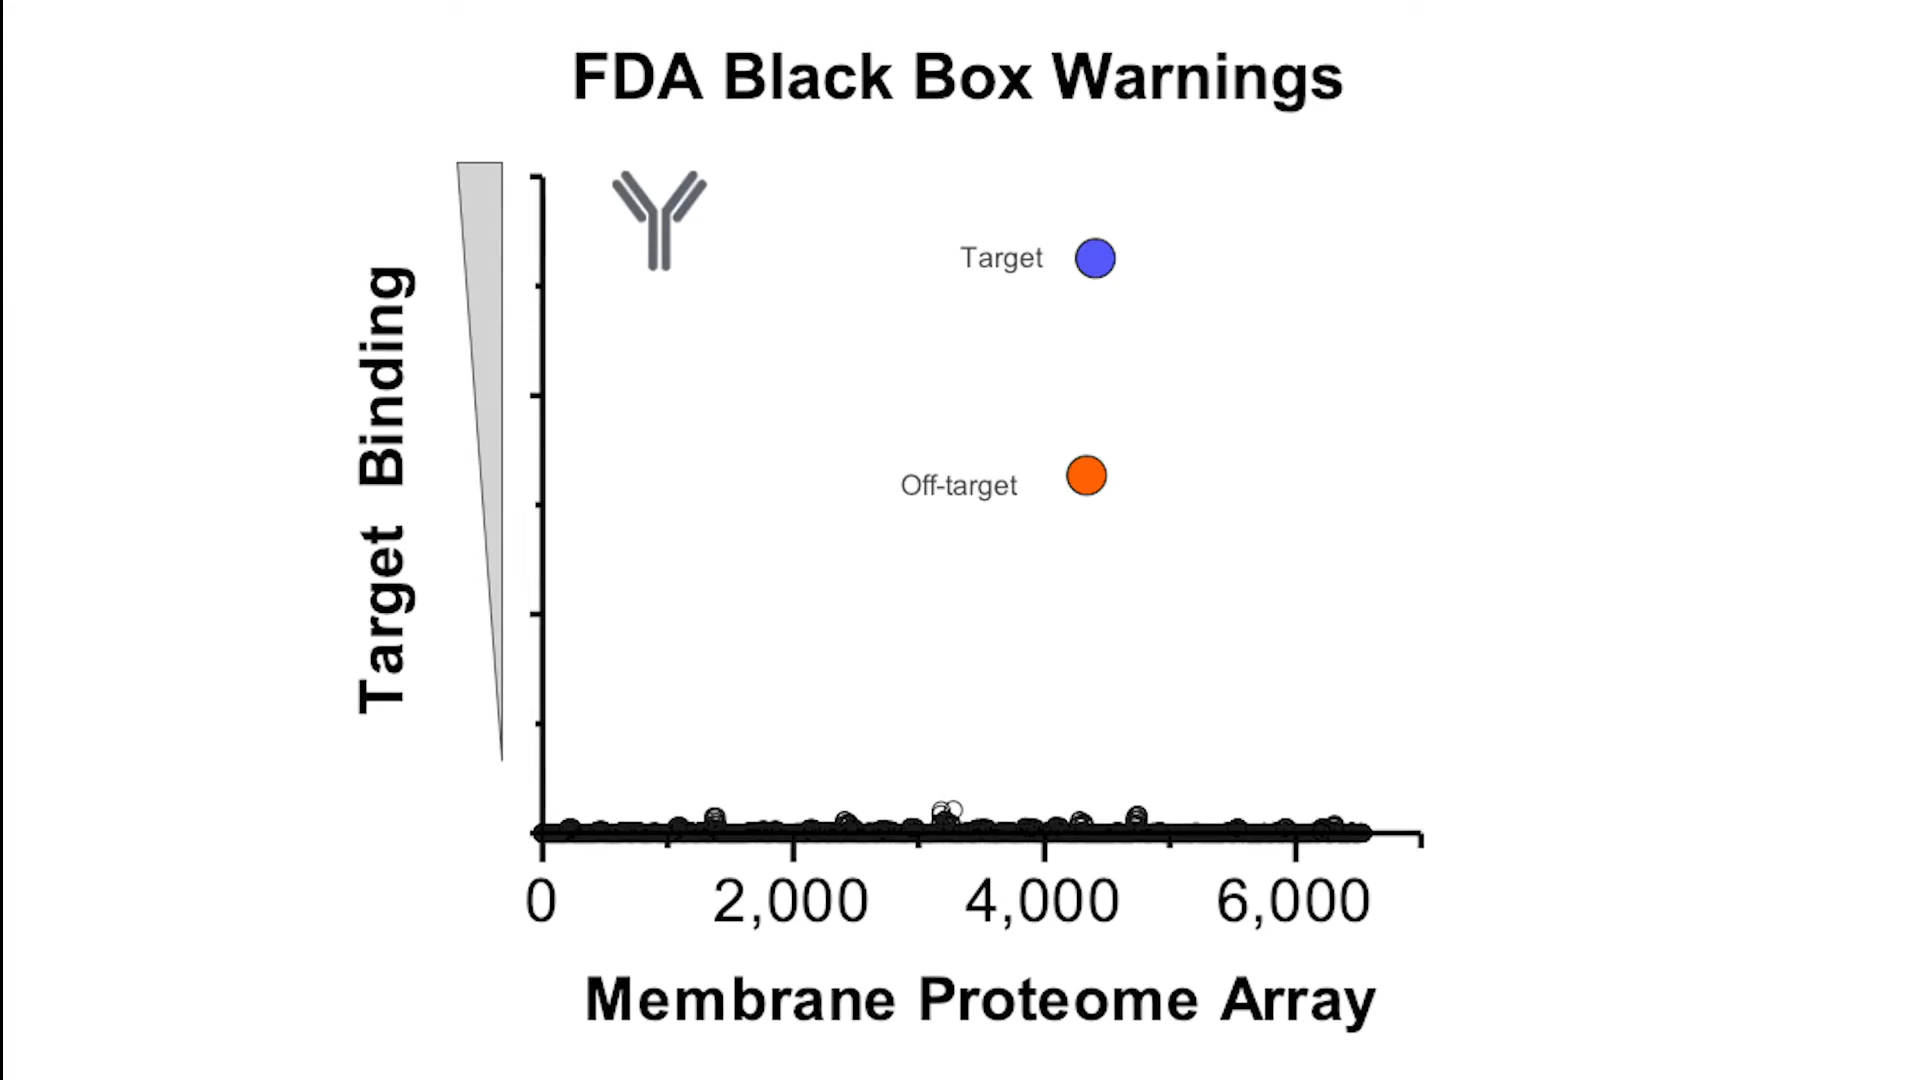 FDA Black Box Warnings
Target Binding
Target
Off-target
0 2,000 4,000 6,000
Membrane Proteome Array